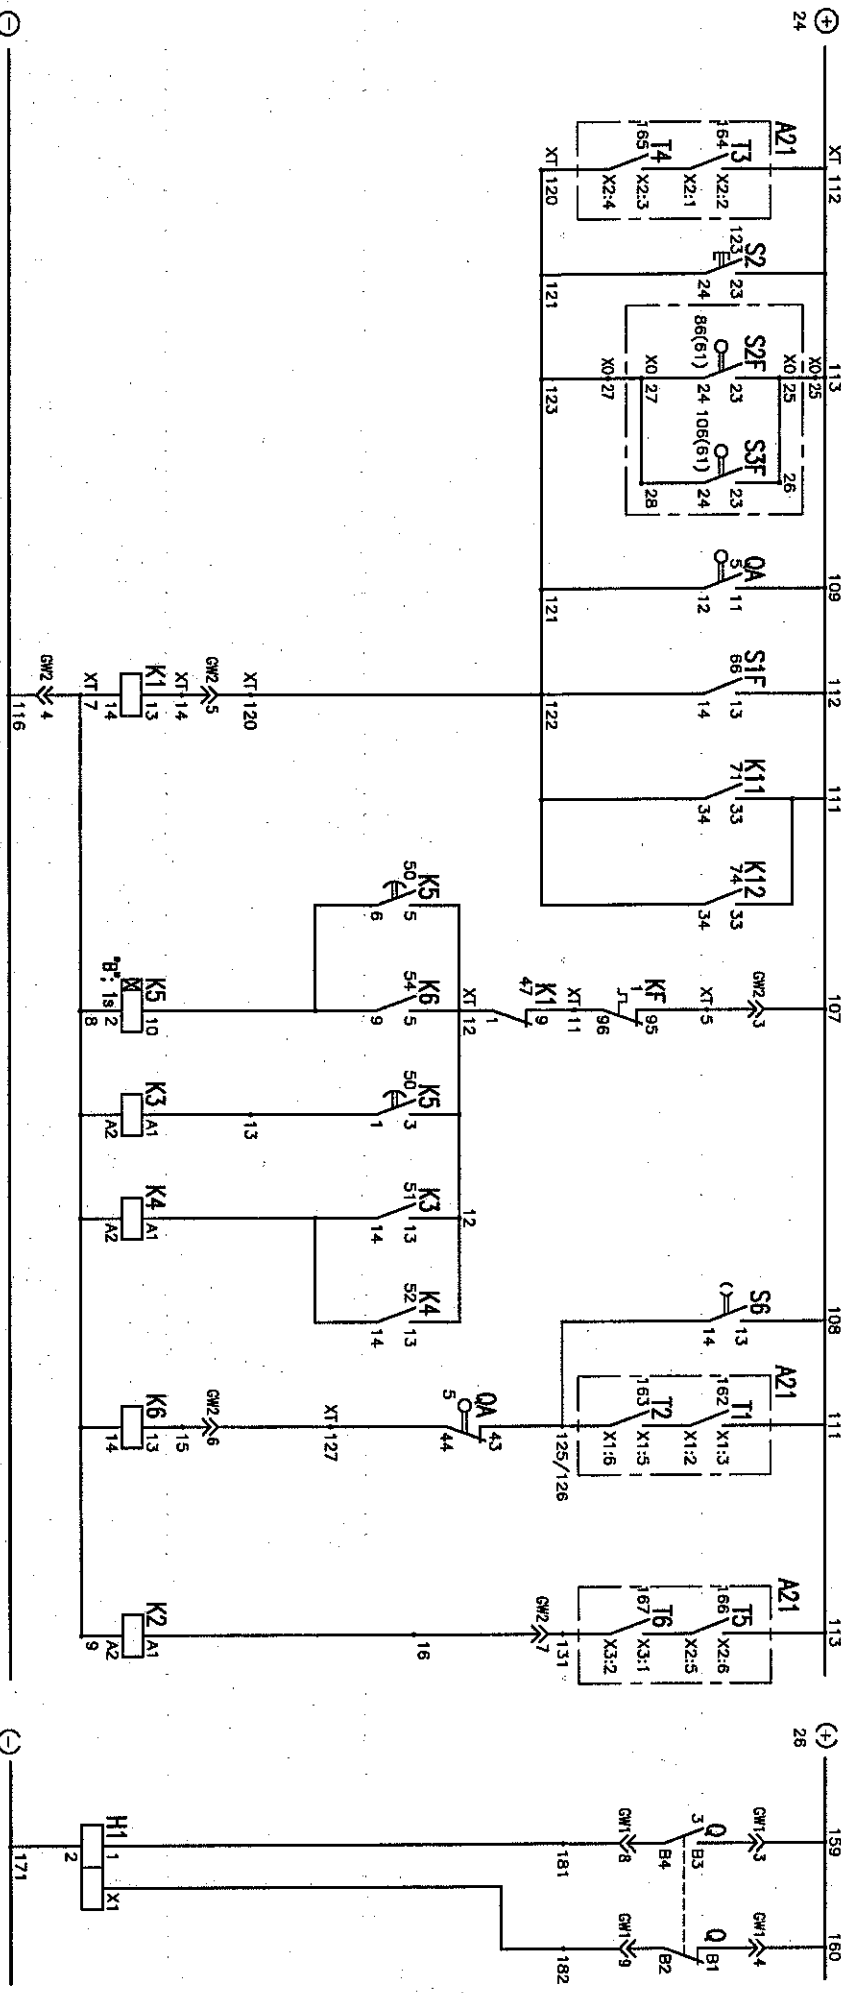 +
24
XT 112
A21
T3
164
X2:2
X2:1
T4
165
X2:3
X2:4
XT 120
S2
123
23
24
121
113
X0 25
X0 25
26
S2F
86(61)
23
24
X0 27
X0 27
123
S3F
106(61)
23
24
28
109
QA
5
11
12
121
112
S1F
66
13
14
122
XT 120
GW2 5
XT 14
K1
13
14
XT 7
GW2 4
116
111
K11
71
33
34
K12
74
33
34
107
GW2 3
XT 5
KF
1
95
96
XT 11
K1
47
9
1
XT 12
K5
50
5
6
K6
54
5
9
K5
10
2
"B"; 1s
8
K5
50
3
1
13
K3
A1
A2
12
K3
51
13
14
K4
A1
A2
K4
52
13
14
108
S6
13
14
111
A21
T1
162
X1:3
X1:2
T2
163
X1:5
X1:6
125/126
QA
5
43
44
XT 127
GW2 6
15
K6
13
14
113
A21
T5
166
X2:6
X2:5
T6
167
X3:1
X3:2
131
GW2 7
16
K2
A1
A2
9
−
+
26
159
GW1 3
Q
3
B3
B4
GW1 8
181
160
GW1 4
Q
B1
B2
GW1 9
182
H1
1
X1
2
171
−